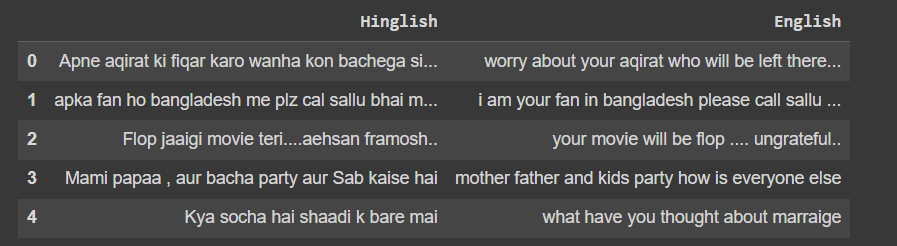 Hinglish English
0 Apne aqirat ki fiqar karo wanha kon bachega si... worry about your aqirat who will be left there...
1 apka fan ho bangladesh me plz cal sallu bhai m... i am your fan in bangladesh please call sallu ...
2 Flop jaaigi movie teri....aehsan framosh.. your movie will be flop .... ungrateful..
3 Mami papaa , aur bacha party aur Sab kaise hai mother father and kids party how is everyone else
4 Kya socha hai shaadi k bare mai what have you thought about marraige